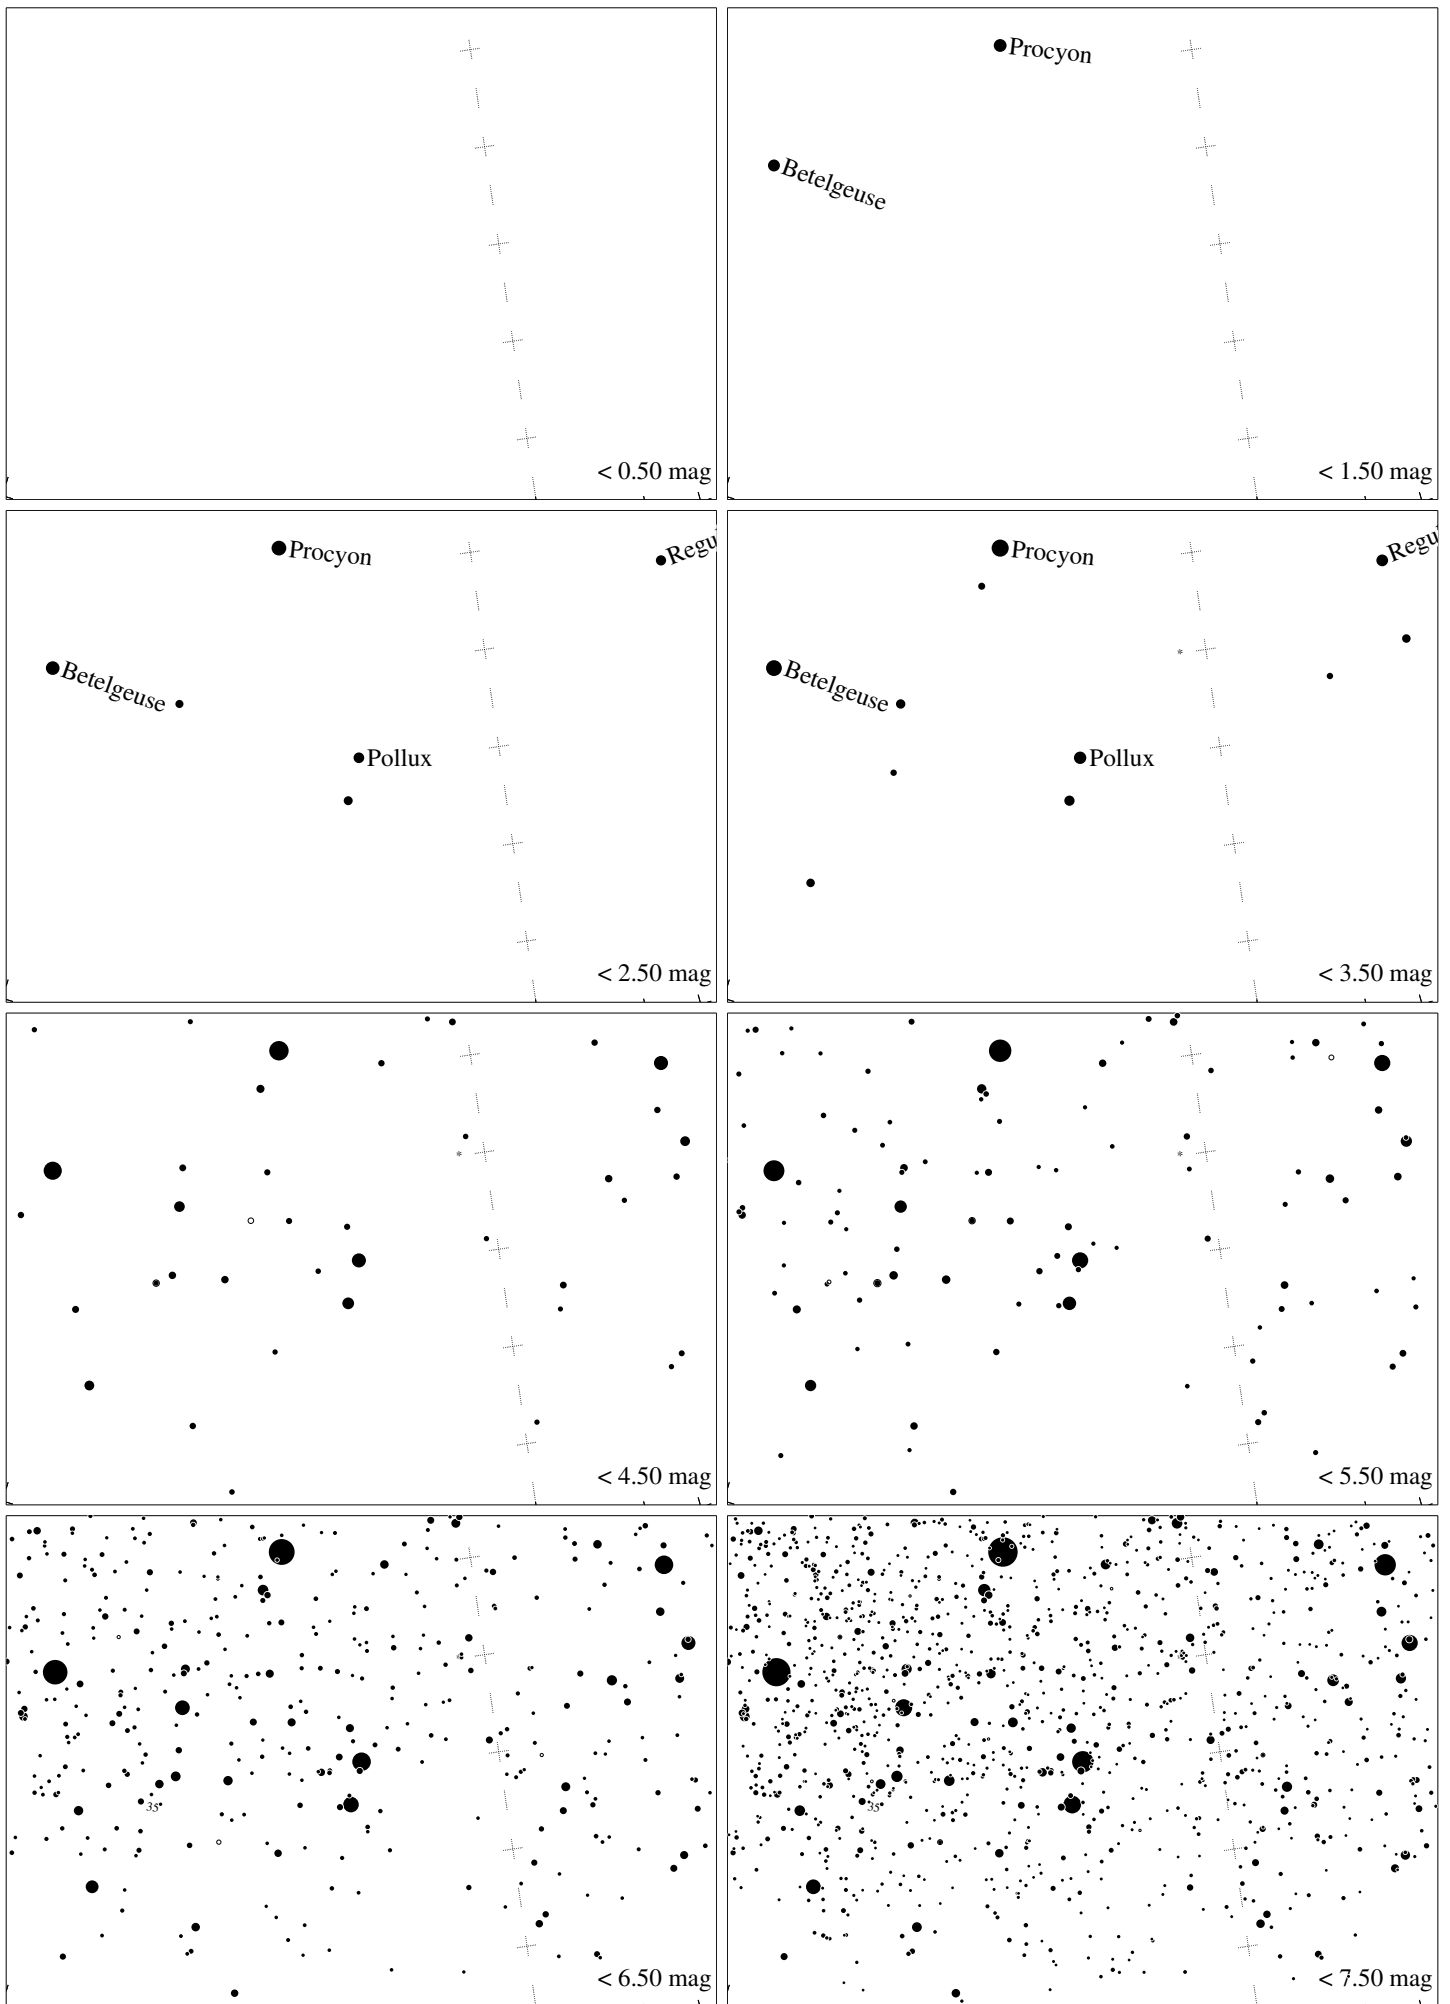 < 0.50 mag
Procyon
Betelgeuse
< 1.50 mag
Procyon
Regu
Betelgeuse
Pollux
< 2.50 mag
Procyon
Regu
Betelgeuse
Pollux
< 3.50 mag
< 4.50 mag
< 5.50 mag
35
< 6.50 mag
35
< 7.50 mag